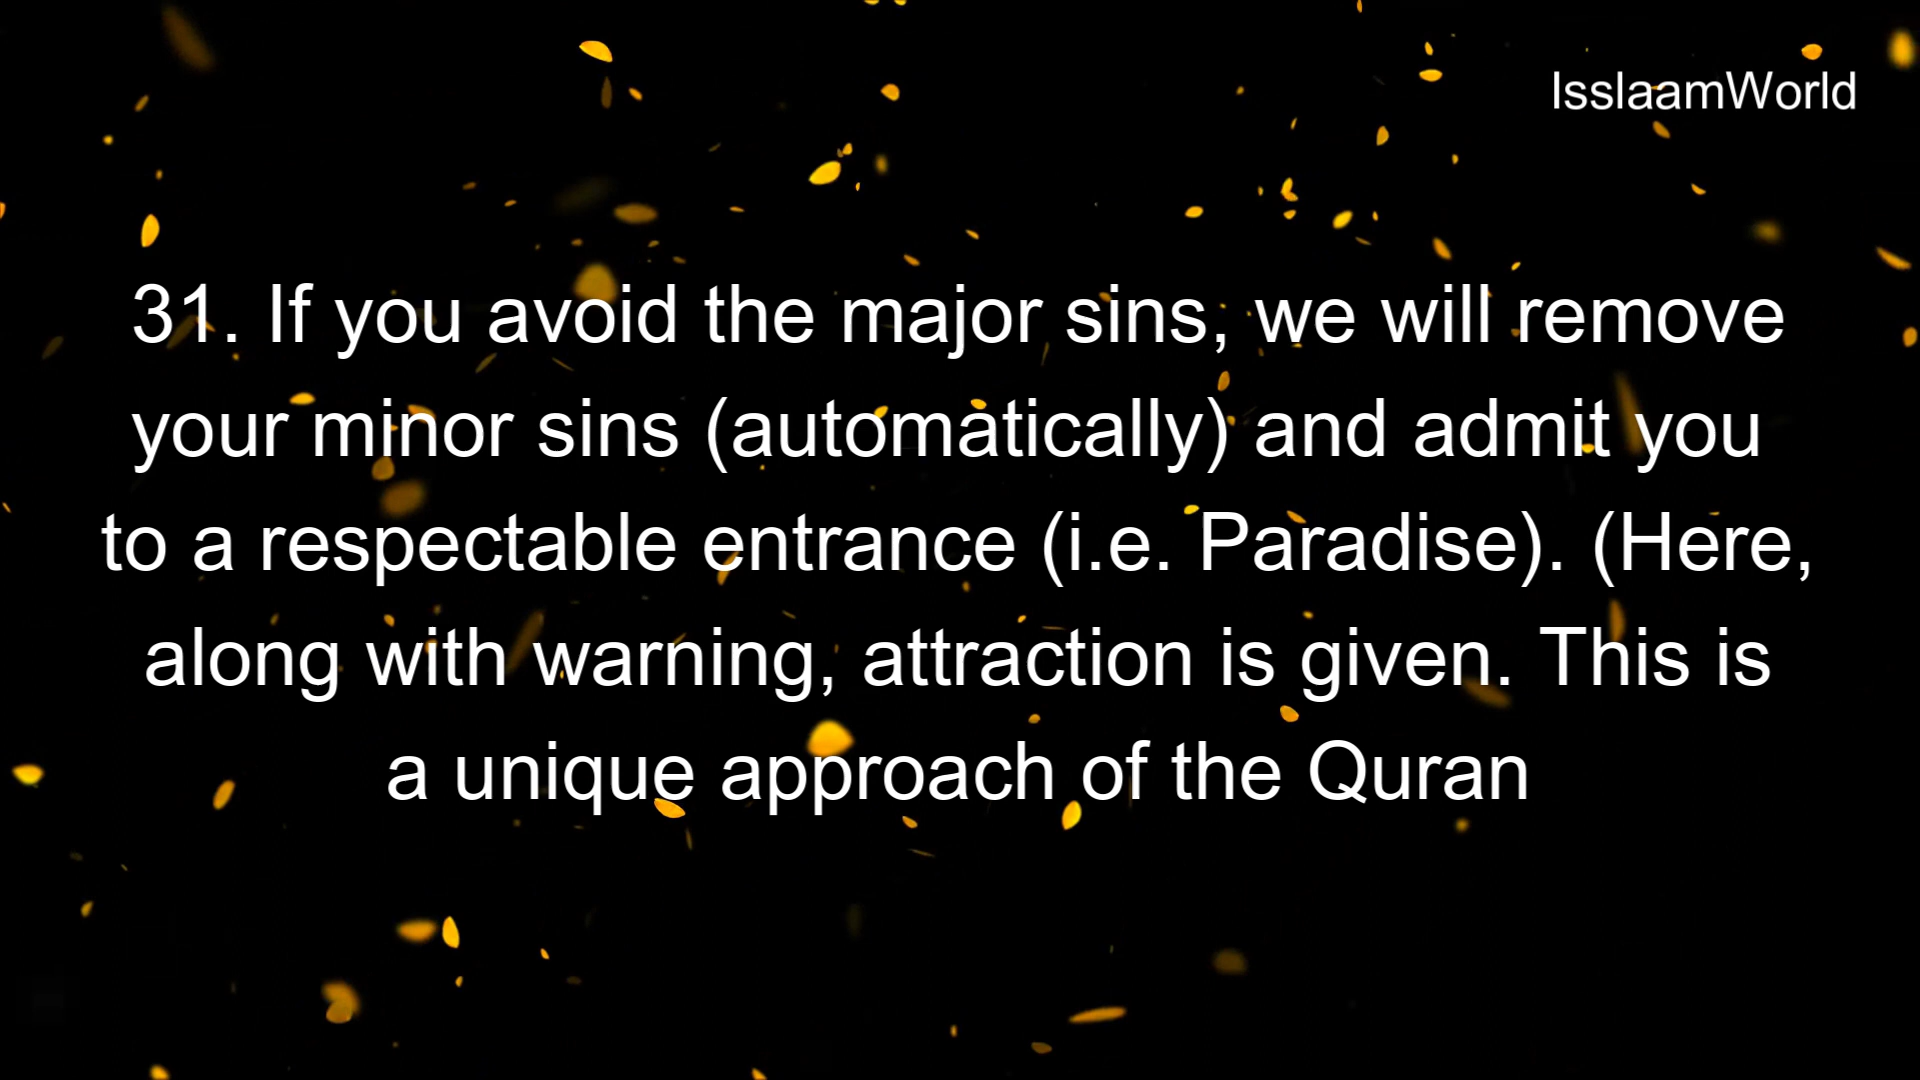 IsslaamWorld
31. If you avoid the major sins, we will remove
your minor sins (automatically) and admit you
to a respectable entrance (i.e. Paradise). (Here,
along with warning, attraction is given. This is
a unique approach of the Quran